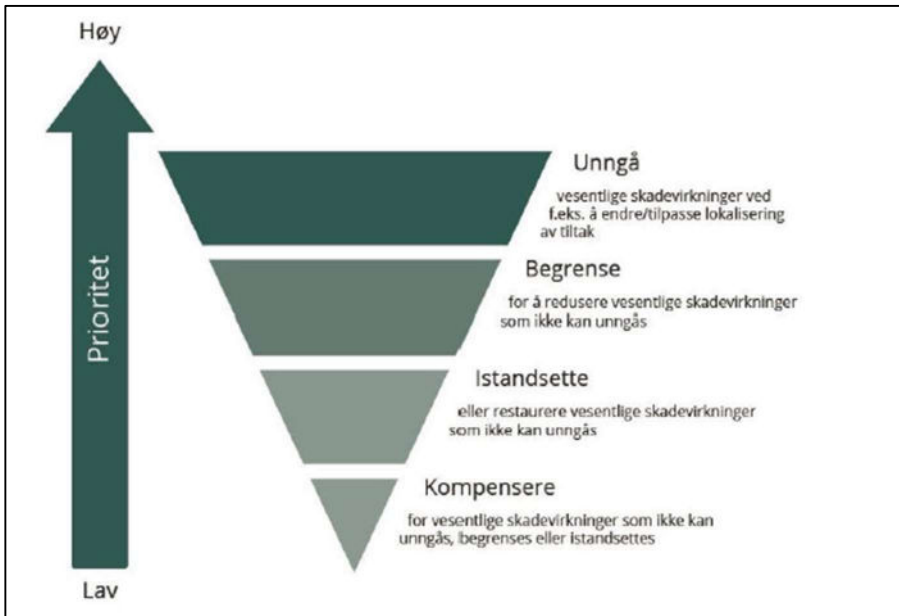 Høy
Prioritet
Unngå
vesentlige skadevirkninger ved
f.eks. å endre/tilpasse lokalisering
av tiltak
Begrense
for å redusere vesentlige skadevirkninger
som ikke kan unngås
Istandsette
eller restaurere vesentlige skadevirkninger
som ikke kan unngås
Kompensere
for vesentlige skadevirkninger som ikke kan
unngås, begrenses eller istandsettes
Lav